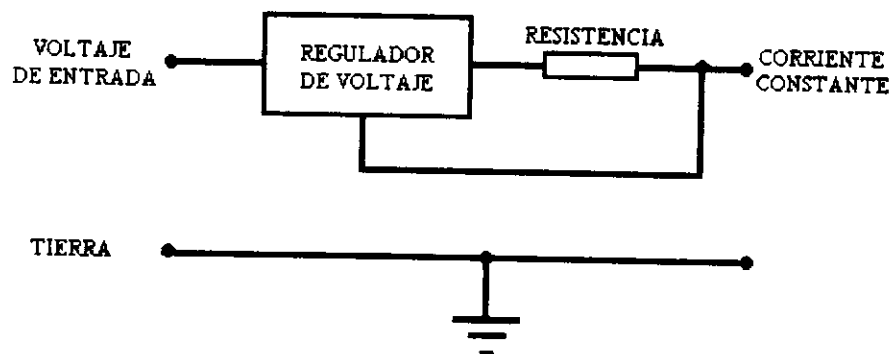 VOLTAJE
DE ENTRADA
REGULADOR
DE VOLTAJE
RESISTENCIA
CORRIENTE
CONSTANTE
TIERRA